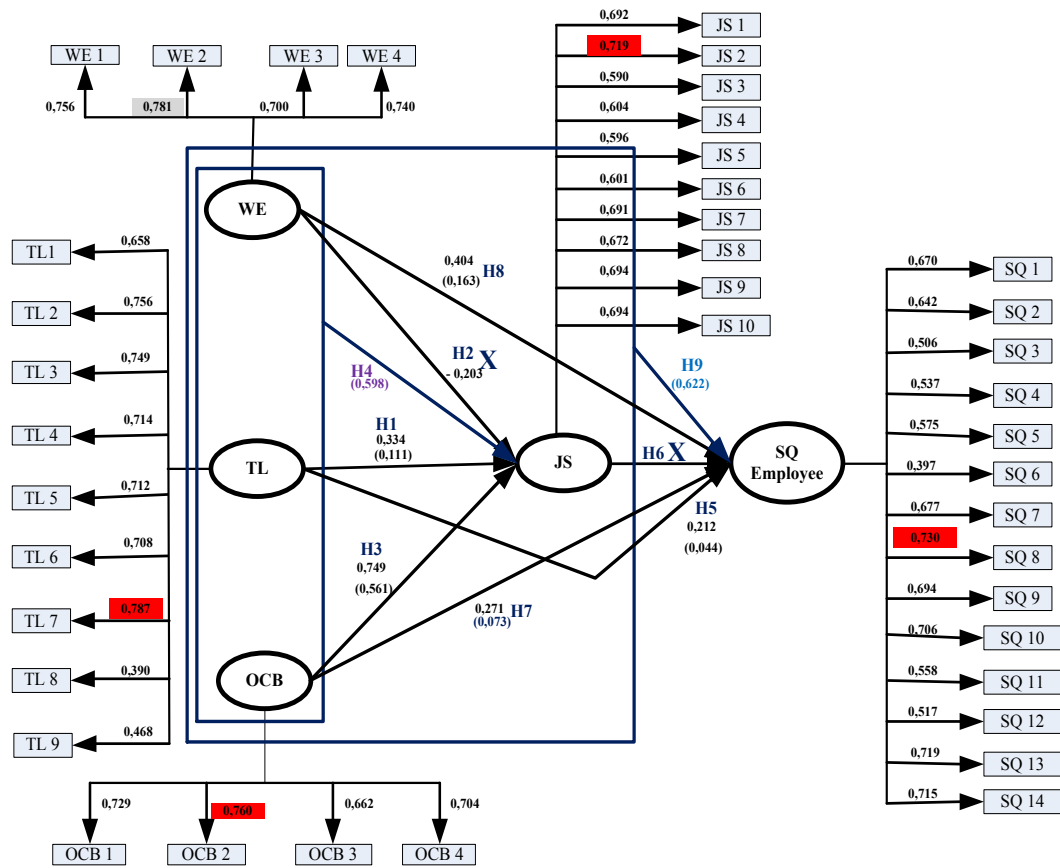 0,692
JS 1
0,719
JS 2
0,590
JS 3
0,604
JS 4
0,596
JS 5
0,601
JS 6
0,691
JS 7
0,672
JS 8
0,694
JS 9
0,694
JS 10
WE 1
WE 2
WE 3
WE 4
0,756
0,781
0,700
0,740
WE
TL1
0,658
TL 2
0,756
TL 3
0,749
TL 4
0,714
TL 5
0,712
TL 6
0,708
TL 7
0,787
TL 8
0,390
TL 9
0,468
TL
0,404
(0,163)
H8
H2 X
- 0,203
H4
(0,598)
H1
0,334
(0,111)
H9
(0,622)
JS
H6 X
SQ
Employee
H5
0,212
(0,044)
H3
0,749
(0,561)
0,271
(0,073)
H7
OCB
0,670
SQ 1
0,642
SQ 2
0,506
SQ 3
0,537
SQ 4
0,575
SQ 5
0,397
SQ 6
0,677
SQ 7
0,730
SQ 8
0,694
SQ 9
0,706
SQ 10
0,558
SQ 11
0,517
SQ 12
0,719
SQ 13
0,715
SQ 14
0,729
0,760
0,662
0,704
OCB 1
OCB 2
OCB 3
OCB 4